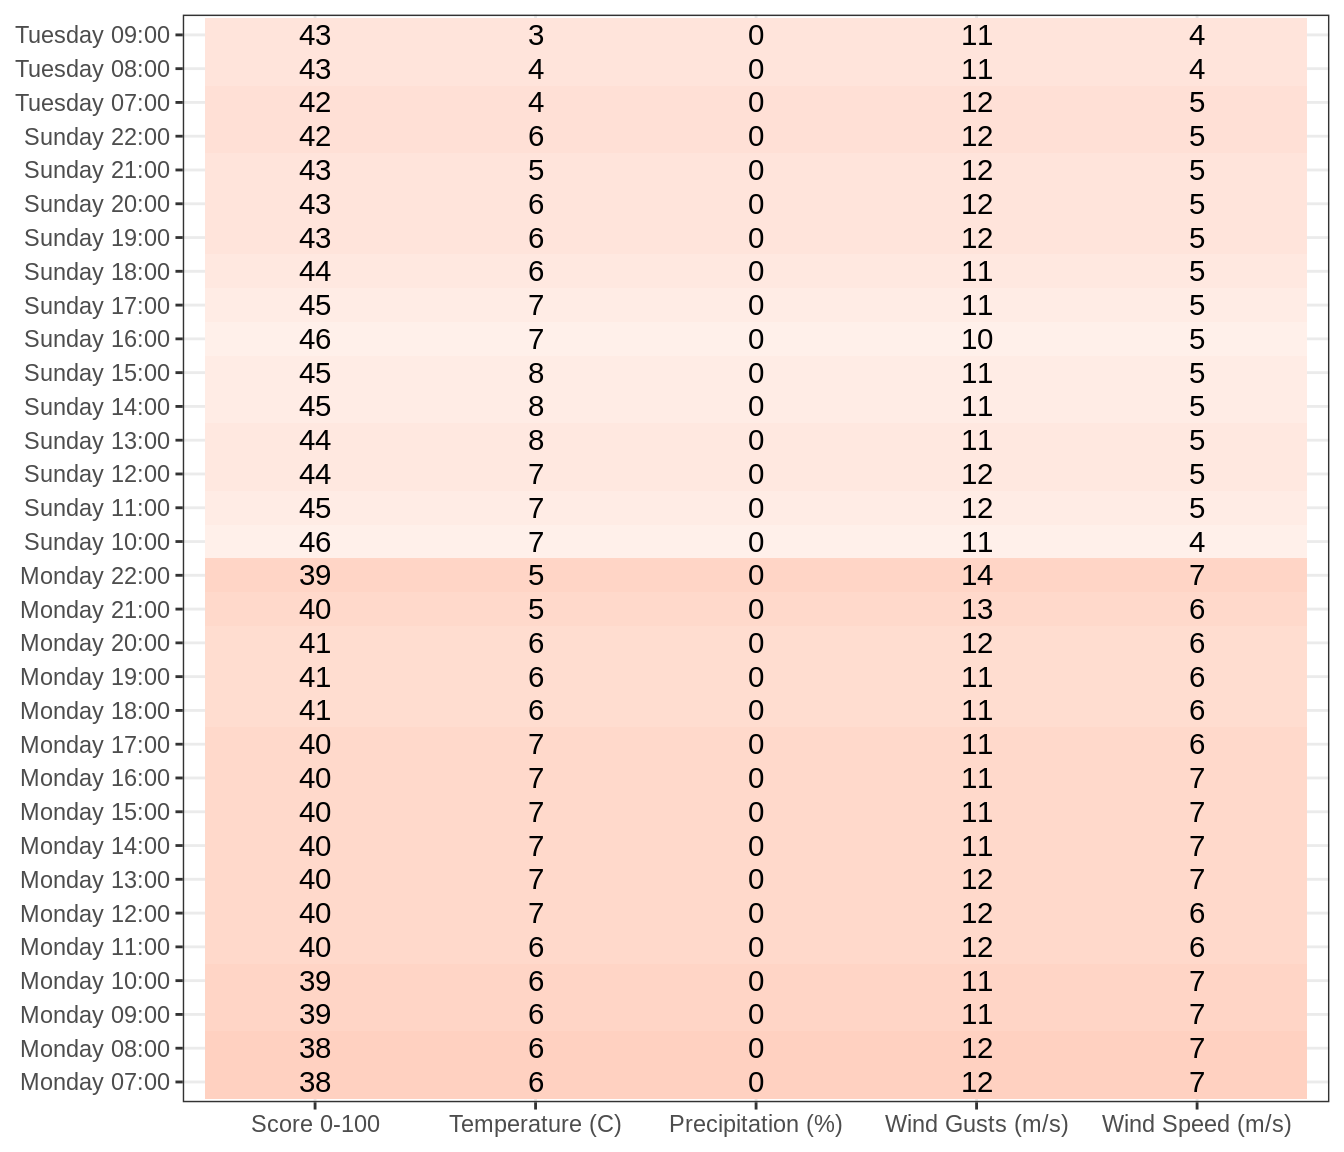 Tuesday 09:00 43 3 0 11 4
Tuesday 08:00 43 4 0 11 4
Tuesday 07:00 42 4 0 12 5
Sunday 22:00 42 6 0 12 5
Sunday 21:00 43 5 0 12 5
Sunday 20:00 43 6 0 12 5
Sunday 19:00 43 6 0 12 5
Sunday 18:00 44 6 0 11 5
Sunday 17:00 45 7 0 11 5
Sunday 16:00 46 7 0 10 5
Sunday 15:00 45 8 0 11 5
Sunday 14:00 45 8 0 11 5
Sunday 13:00 44 8 0 11 5
Sunday 12:00 44 7 0 12 5
Sunday 11:00 45 7 0 12 5
Sunday 10:00 46 7 0 11 4
Monday 22:00 39 5 0 14 7
Monday 21:00 40 5 0 13 6
Monday 20:00 41 6 0 12 6
Monday 19:00 41 6 0 11 6
Monday 18:00 41 6 0 11 6
Monday 17:00 40 7 0 11 6
Monday 16:00 40 7 0 11 7
Monday 15:00 40 7 0 11 7
Monday 14:00 40 7 0 11 7
Monday 13:00 40 7 0 12 7
Monday 12:00 40 7 0 12 6
Monday 11:00 40 6 0 12 6
Monday 10:00 39 6 0 11 7
Monday 09:00 39 6 0 11 7
Monday 08:00 38 6 0 12 7
Monday 07:00 38 6 0 12 7
Score 0-100 Temperature (C) Precipitation (%) Wind Gusts (m/s) Wind Speed (m/s)